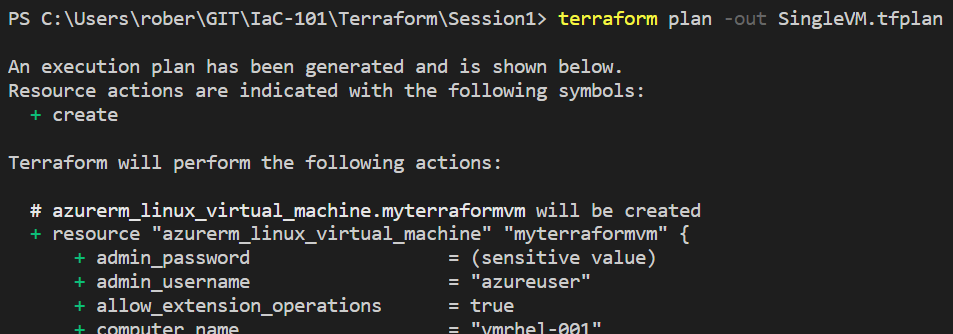 PS C:\Users\rober\GIT\IaC-101\Terraform\Session1> terraform plan -out SingleVM.tfplan
An execution plan has been generated and is shown below.
Resource actions are indicated with the following symbols:
+ create
Terraform will perform the following actions:
# azurerm_linux_virtual_machine.myterraformvm will be created
+ resource "azurerm_linux_virtual_machine" "myterraformvm" {
+ admin_password = (sensitive value)
+ admin_username = "azureuser"
+ allow_extension_operations = true
+ computer_name = "vmrhel-001"